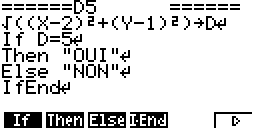 ======D5 ======
√((X-2)²+(Y-1)²)→D↵
If D=5↵
Then "OUI"↵
Else "NON"↵
IfEnd↵
If Then Else I·End ▷